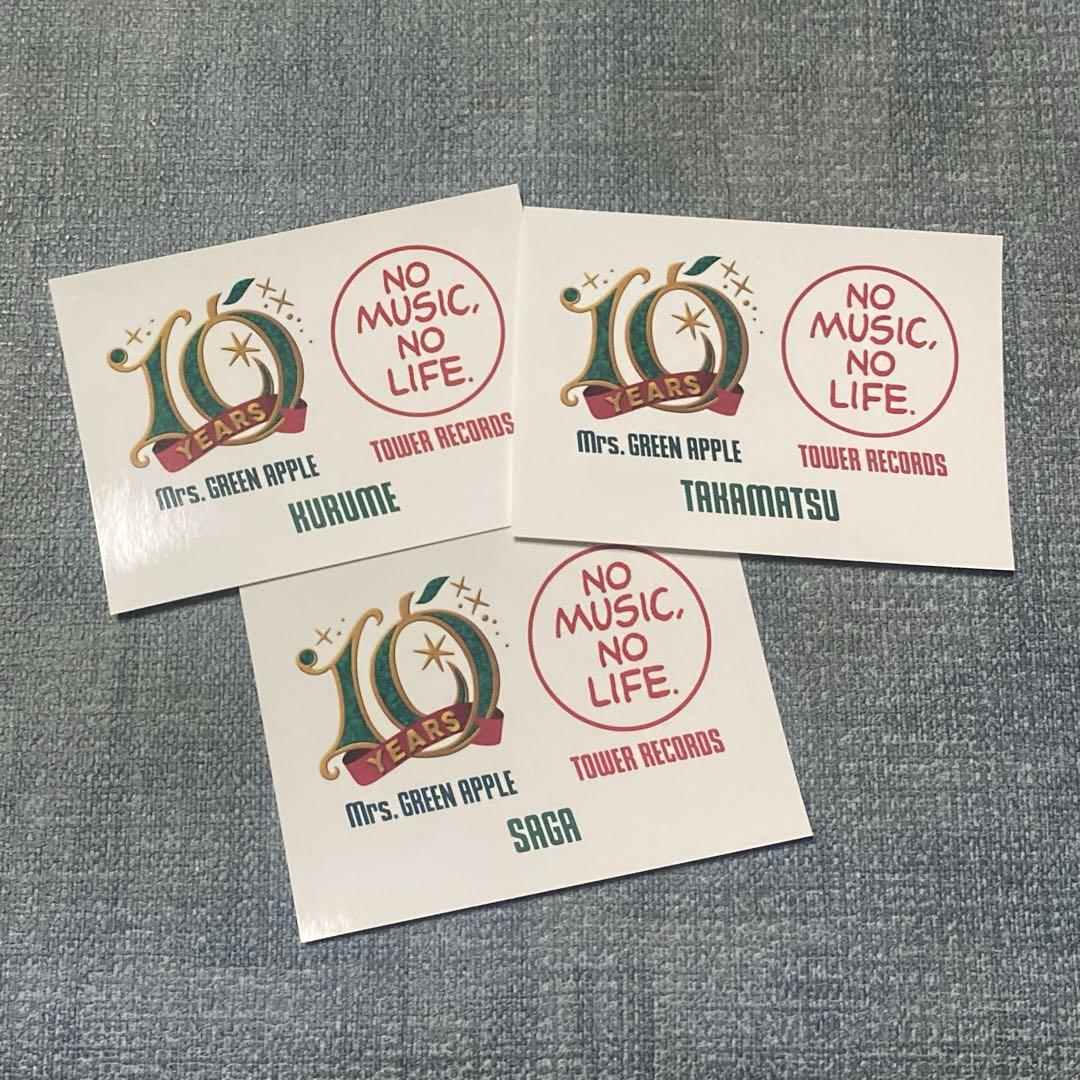 10
YEARS
Mrs. GREEN APPLE
NO
MUSIC,
NO
LIFE.
TOWER RECORDS
KURUME
10
YEARS
Mrs. GREEN APPLE
NO
MUSIC,
NO
LIFE.
TOWER RECORDS
TAKAMATSU
10
YEARS
Mrs. GREEN APPLE
NO
MUSIC,
NO
LIFE.
TOWER RECORDS
SAGA